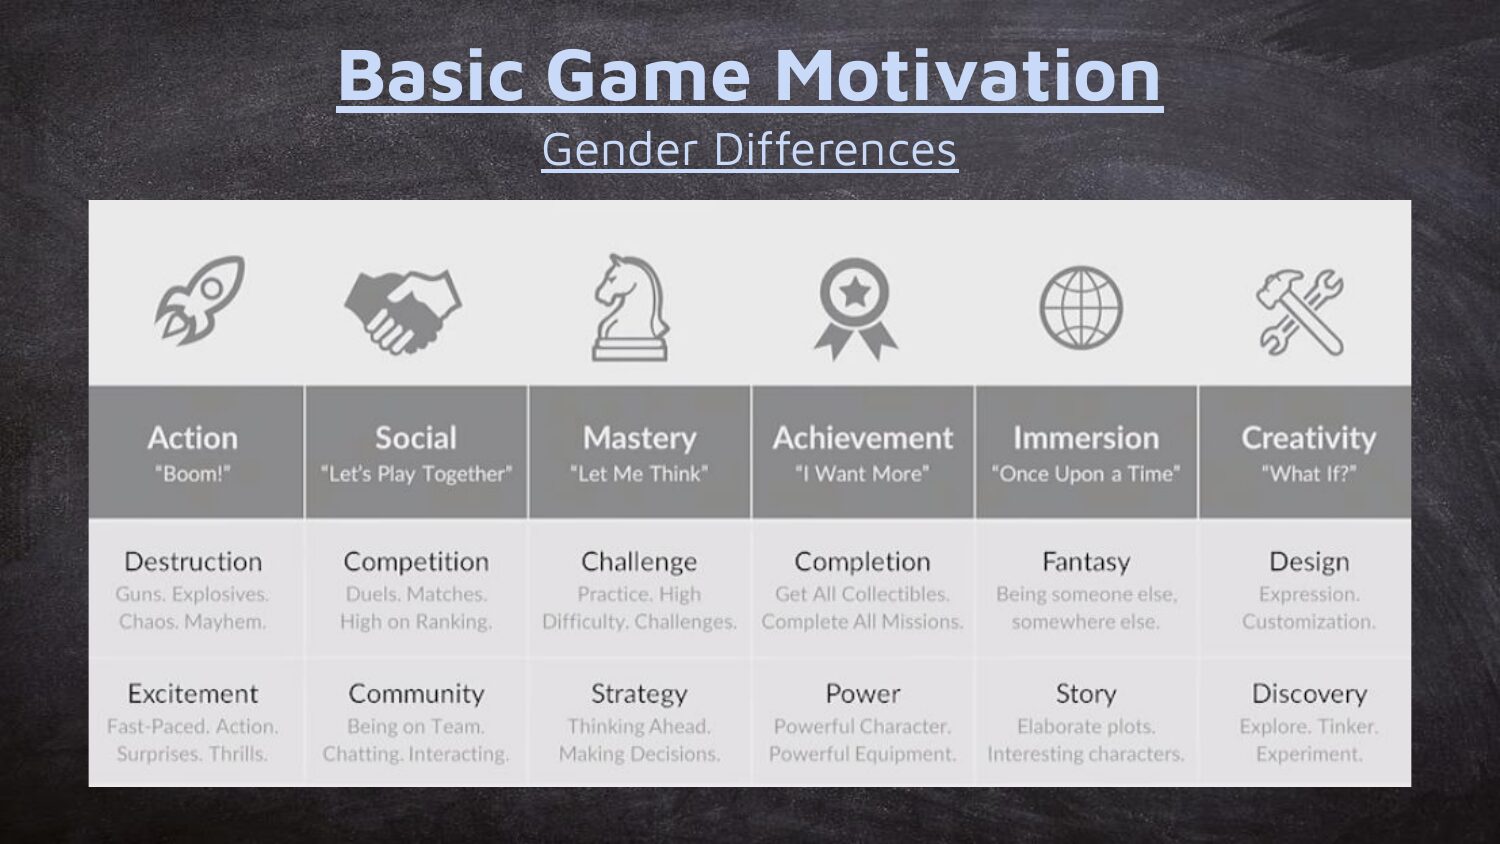 Basic Game Motivation
Gender Differences
Action
Social
Mastery
Achievement
Immersion
Creativity
“Boom!”
“Let’s Play Together”
“Let Me Think”
“I Want More”
“Once Upon a Time”
“What If?”
Destruction
Guns. Explosives.
Chaos. Mayhem.
Competition
Duels. Matches.
High on Ranking.
Challenge
Practice. High
Difficulty. Challenges.
Completion
Get All Collectibles.
Complete All Missions.
Fantasy
Being someone else,
somewhere else.
Design
Expression.
Customization.
Excitement
Fast-Paced. Action.
Surprises. Thrills.
Community
Being on Team.
Chatting. Interacting.
Strategy
Thinking Ahead.
Making Decisions.
Power
Powerful Character.
Powerful Equipment.
Story
Elaborate plots.
Interesting characters.
Discovery
Explore. Tinker.
Experiment.